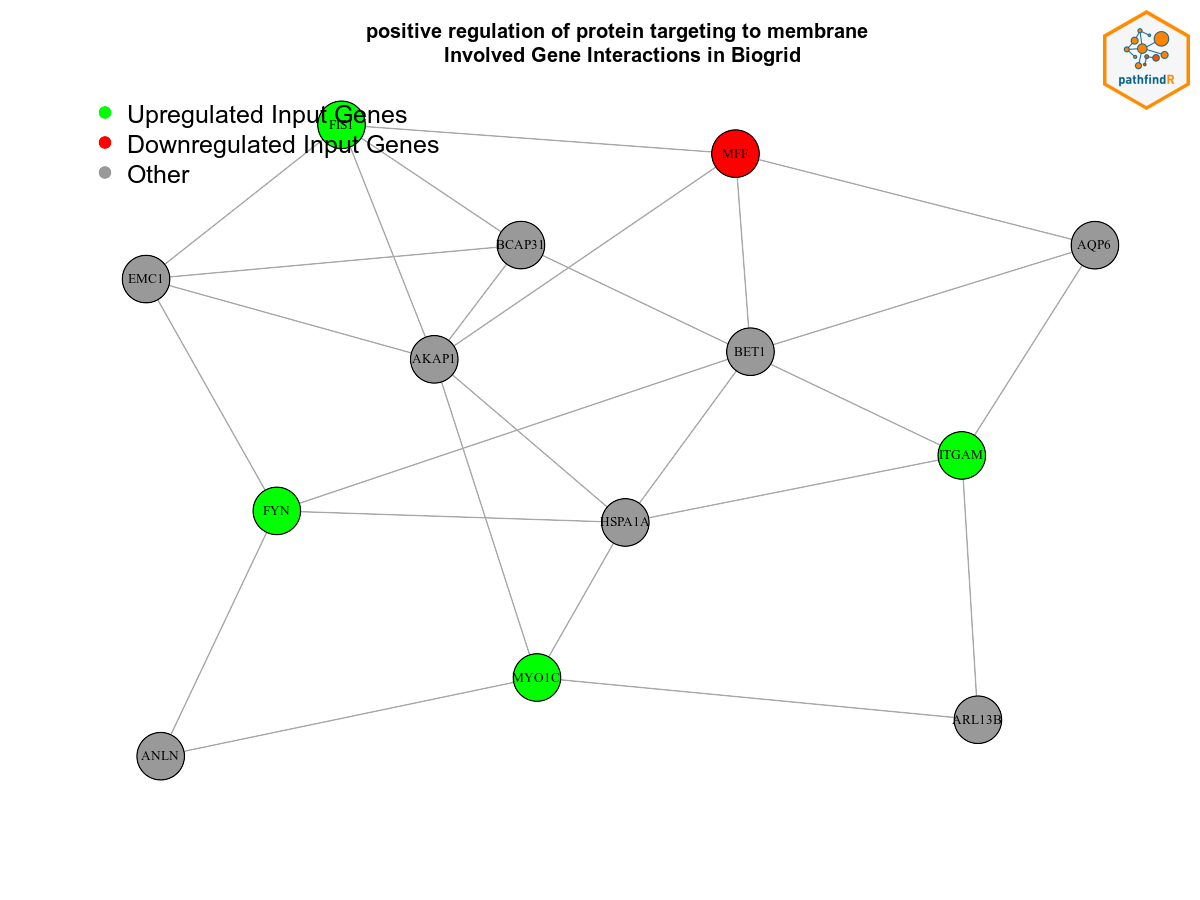 positive regulation of protein targeting to membrane
Involved Gene Interactions in Biogrid
pathfindR
Upregulated Input Genes
FIS1
Downregulated Input Genes
MFF
Other
BCAP31
AQP6
EMC1
AKAP1
BET1
ITGAM
FYN
HSPA1A
MYO1C
ARL13B
ANLN